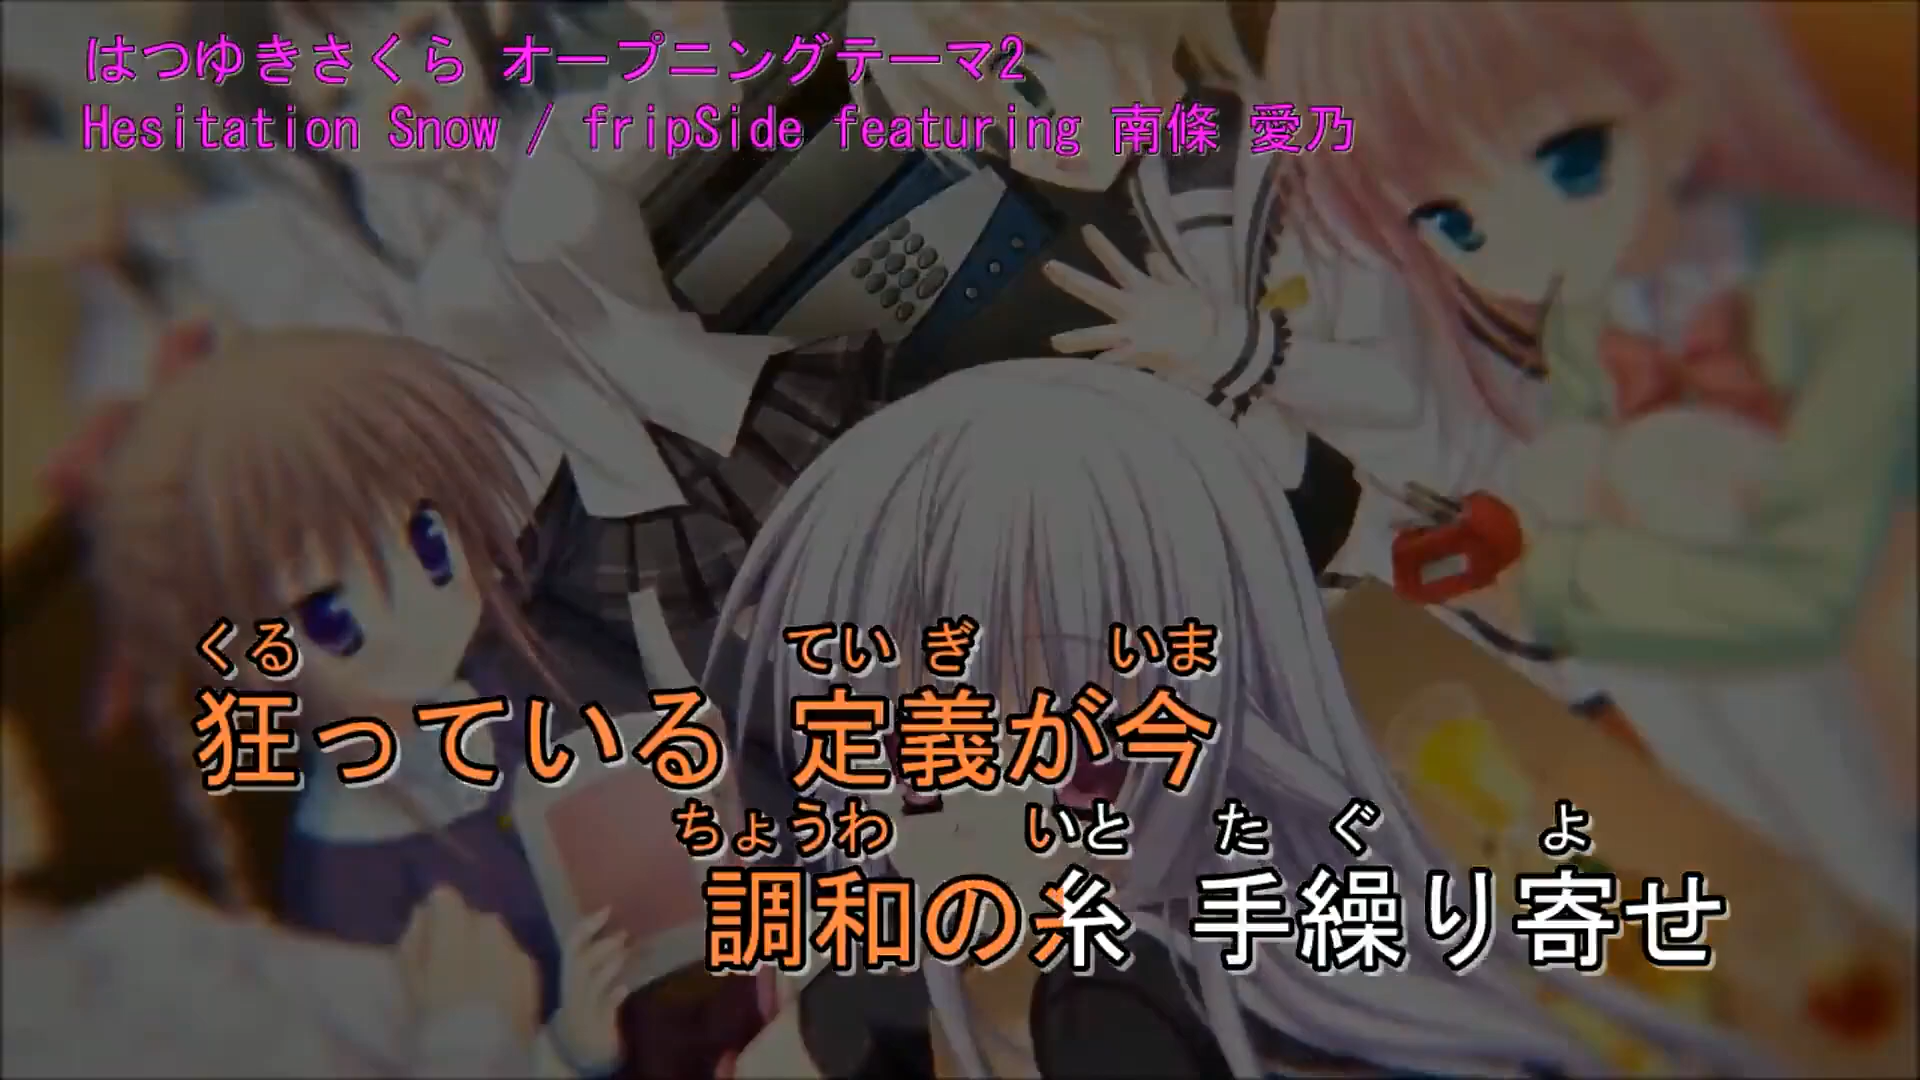 はつゆきさくら オープニングテーマ2
Hesitation Snow / fripSide featuring 南條 愛乃
くる てい ぎ いま
狂っている 定義が今
ちょうわ いと た ぐ よ
調和の糸 手繰り寄せ